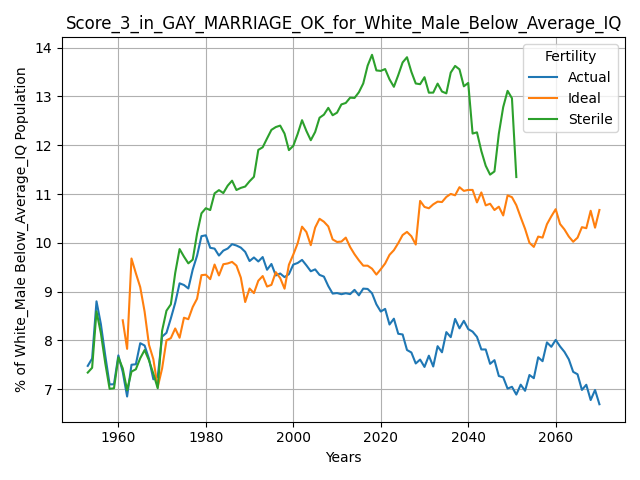 Score_3_in_GAY_MARRIAGE_OK_for_White_Male_Below_Average_IQ
% of White_Male Below_Average_IQ Population
14
13
12
11
10
9
8
7
Fertility
Actual
Ideal
Sterile
1960 1980 2000 2020 2040 2060
Years